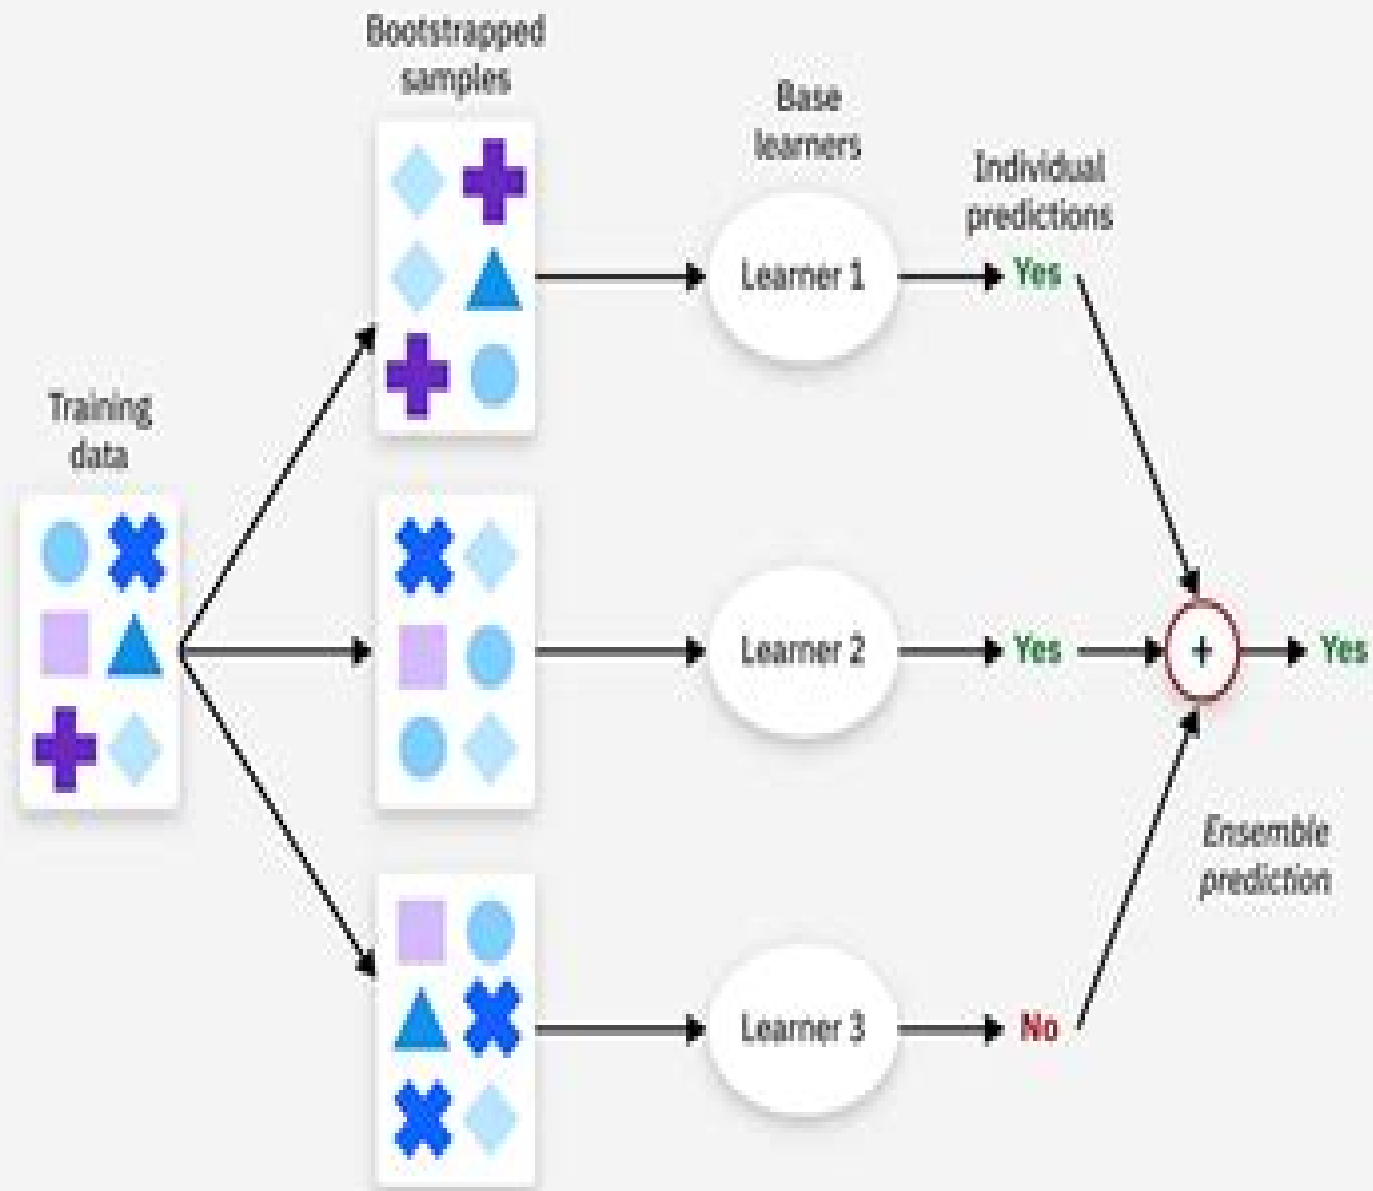 Bootstrapped
samples
Base
learners
Individual
predictions
Learner 1
Yes
Training
data
Learner 2
Yes
+
Yes
Ensemble
prediction
Learner 3
No